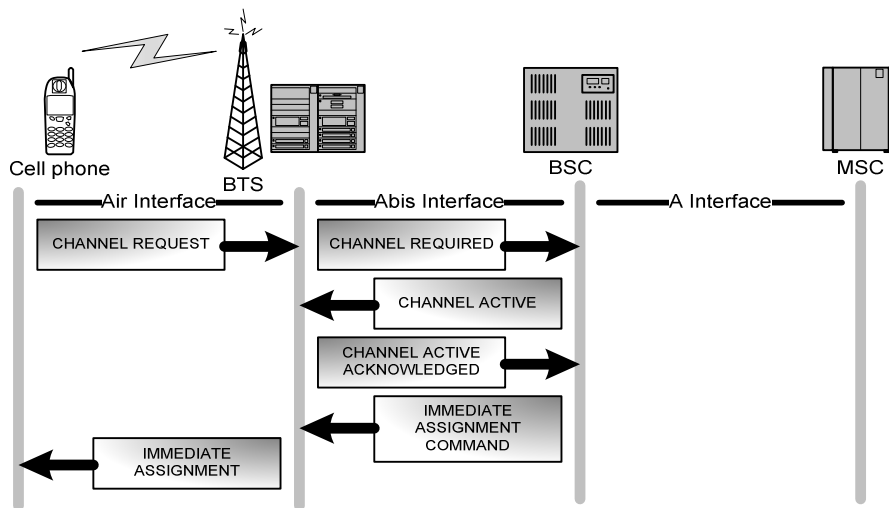 Cell phone
BTS
BSC
MSC
Air Interface
Abis Interface
A Interface
CHANNEL REQUEST
CHANNEL REQUIRED
CHANNEL ACTIVE
CHANNEL ACTIVE
ACKNOWLEDGED
IMMEDIATE
ASSIGNMENT
COMMAND
IMMEDIATE
ASSIGNMENT